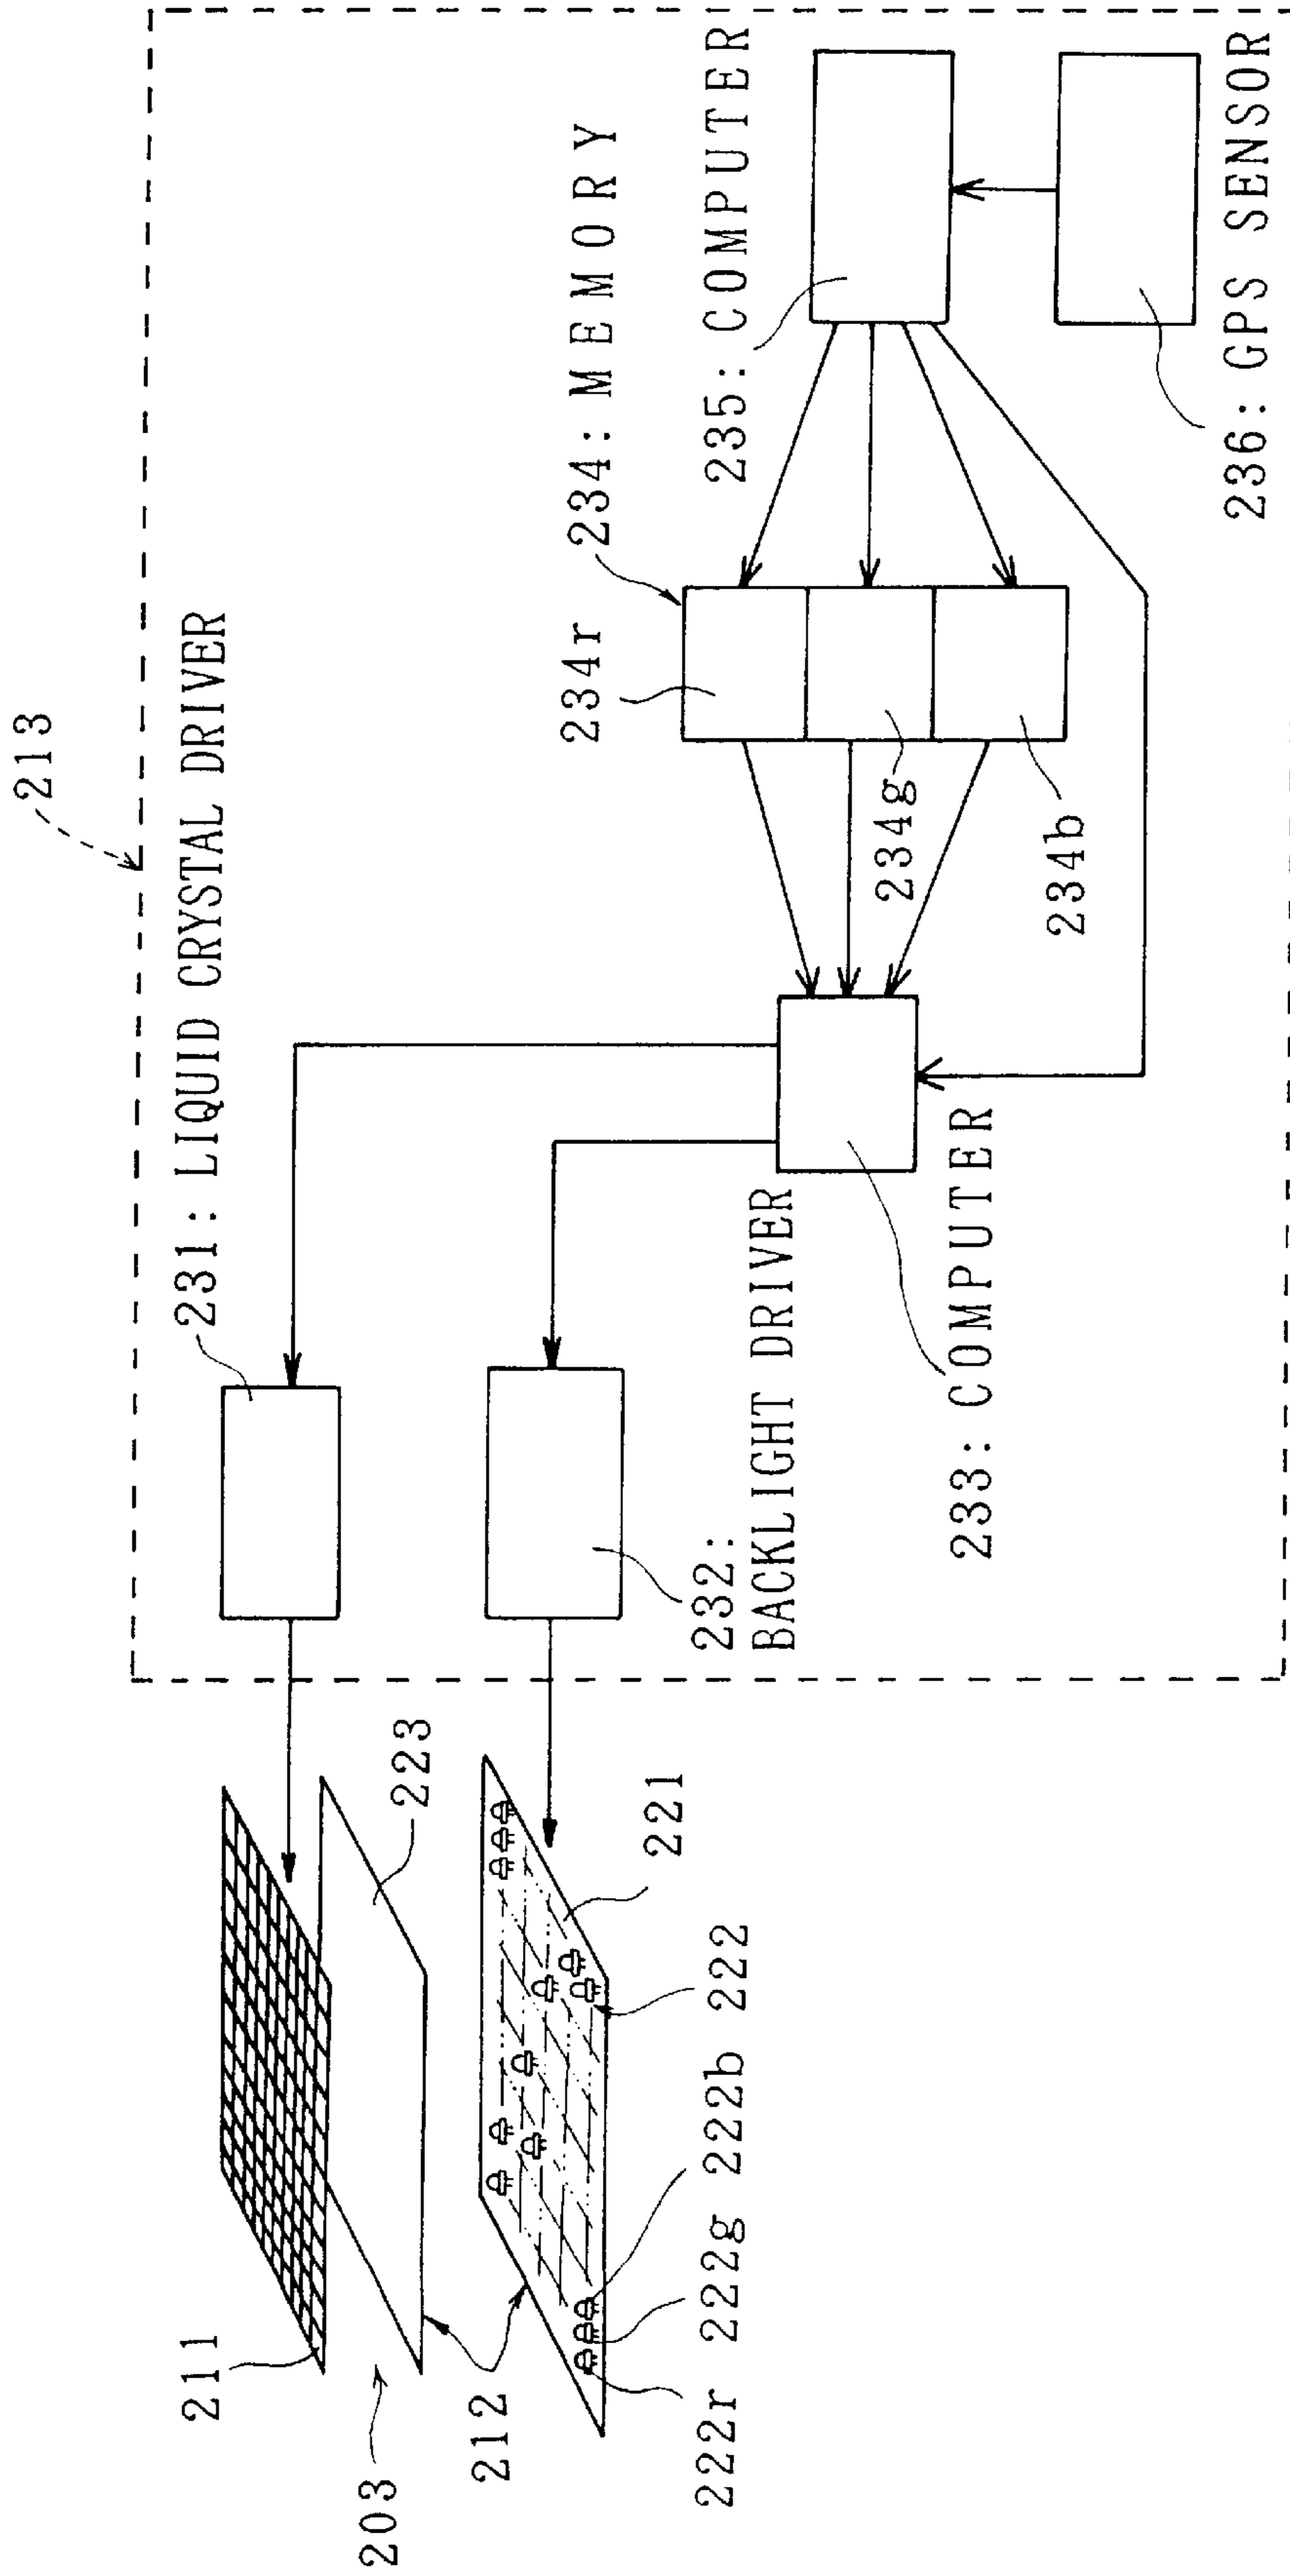 213
231: LIQUID CRYSTAL DRIVER
234: MEMORY
234r
235: COMPUTER
234g
234b
236: GPS SENSOR
232:
BACKLIGHT DRIVER
233: COMPUTER
211
223
203
212
221
222r
222g
222b
222